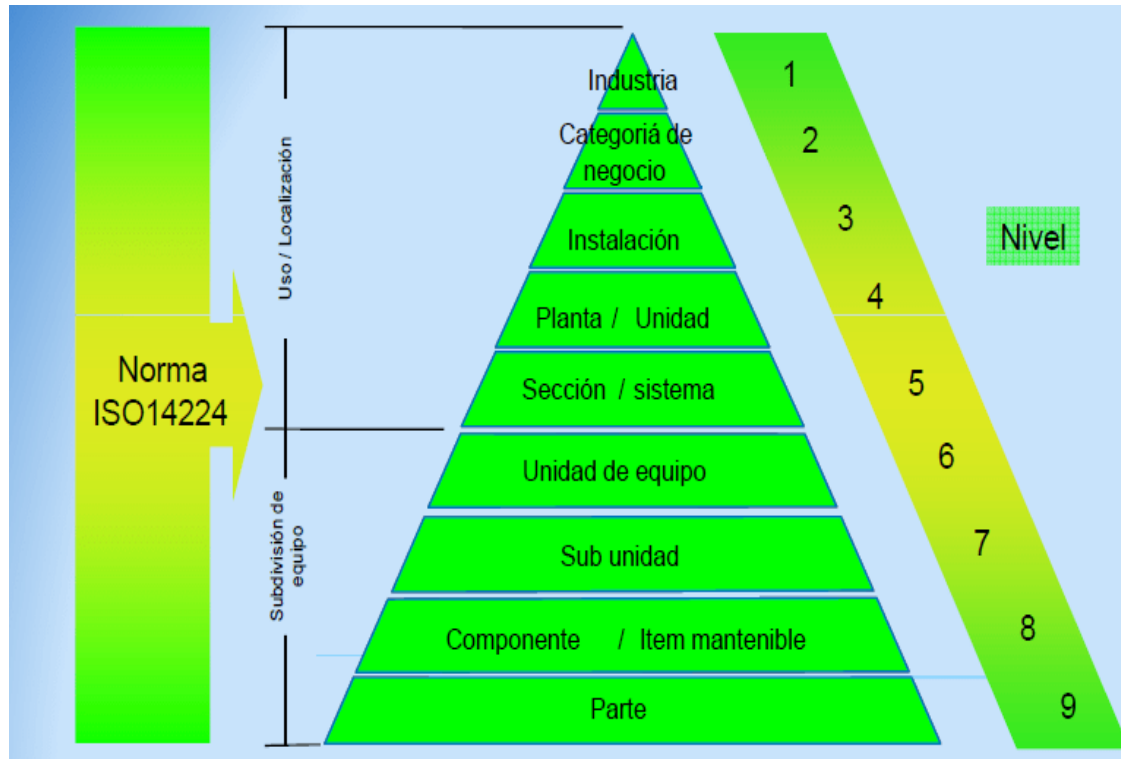 Norma
ISO14224
Uso / Localización
Subdivisión de
equipo
Industria
Categoriá de
negocio
Instalación
Planta / Unidad
Sección / sistema
Unidad de equipo
Sub unidad
Componente / Item mantenible
Parte
1
2
3
4
5
6
7
8
9
Nivel